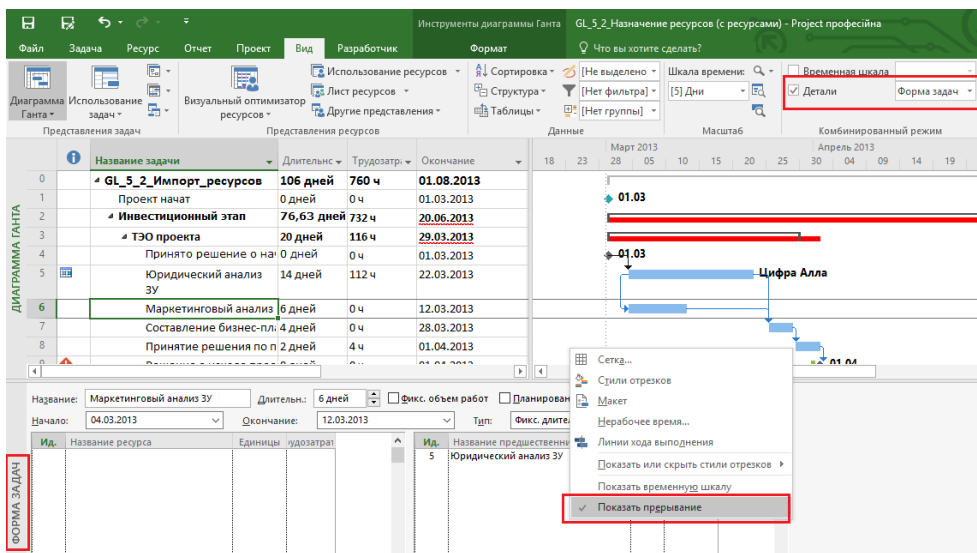 Инструменты диаграммы Ганта GL_5_2_Назначение ресурсов (с ресурсами) - Project професійна
Файл Задача Ресурс Отчет Проект Вид Разработчик Формат Что вы хотите сделать?
Диаграмма Ганта
Использование задач
Представления задач
Визуальный оптимизатор ресурсов
Использование ресурсов
Лист ресурсов
Другие представления
Представления ресурсов
Сортировка
Структура
Таблицы
[Не выделено
[Нет фильтра]
[Нет группы]
Данные
Шкала времени:
[5] Дни
Масштаб
Временная шкала
Детали Форма задач
Комбинированный режим
Март 2013 Апрель 2013
Название задачи Длительнс Трудозатр Окончание 18 23 28 05 10 15 20 25 30 04 09 14 19
0 GL_5_2_Импорт_ресурсов 106 дней 760 ч 01.08.2013
1 Проект начат 0 дней 0 ч 01.03.2013 01.03
2 Инвестиционный этап 76,63 дней 732 ч 20.06.2013
3 ТЭО проекта 20 дней 116 ч 29.03.2013
4 Принято решение о на 0 дней 0 ч 01.03.2013 01.03
5 Юридический анализ ЗУ 14 дней 112 ч 22.03.2013 Цифра Алла
6 Маркетинговый анализ 6 дней 0 ч 12.03.2013
7 Составление бизнес-пл 4 дней 0 ч 28.03.2013
8 Принятие решения по п 2 дней 4 ч 01.04.2013
01.04
ДИАГРАММА ГАНТА
Сетка...
Стили отрезков
Макет
Нерабочее время...
Линии хода выполнения
Показать или скрыть стили отрезков
Показать временную шкалу
Показать прерывание
Название: Маркетинговый анализ ЗУ Длительн.: 6 дней Фикс. объем работ Планирован
Начало: 04.03.2013 Окончание: 12.03.2013 Тип: Фикс. длите
Ид. Название ресурса Единицы рудозатрат Ид. Название предшественни
5 Юридический анализ ЗУ
ФОРМА ЗАДАЧ